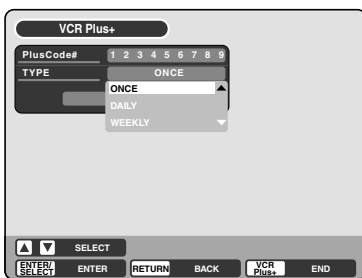 VCR Plus+
PlusCode# 1 2 3 4 5 6 7 8 9
TYPE ONCE
ONCE
DAILY
WEEKLY
SELECT
ENTER/SELECT ENTER RETURN BACK VCR Plus+ END